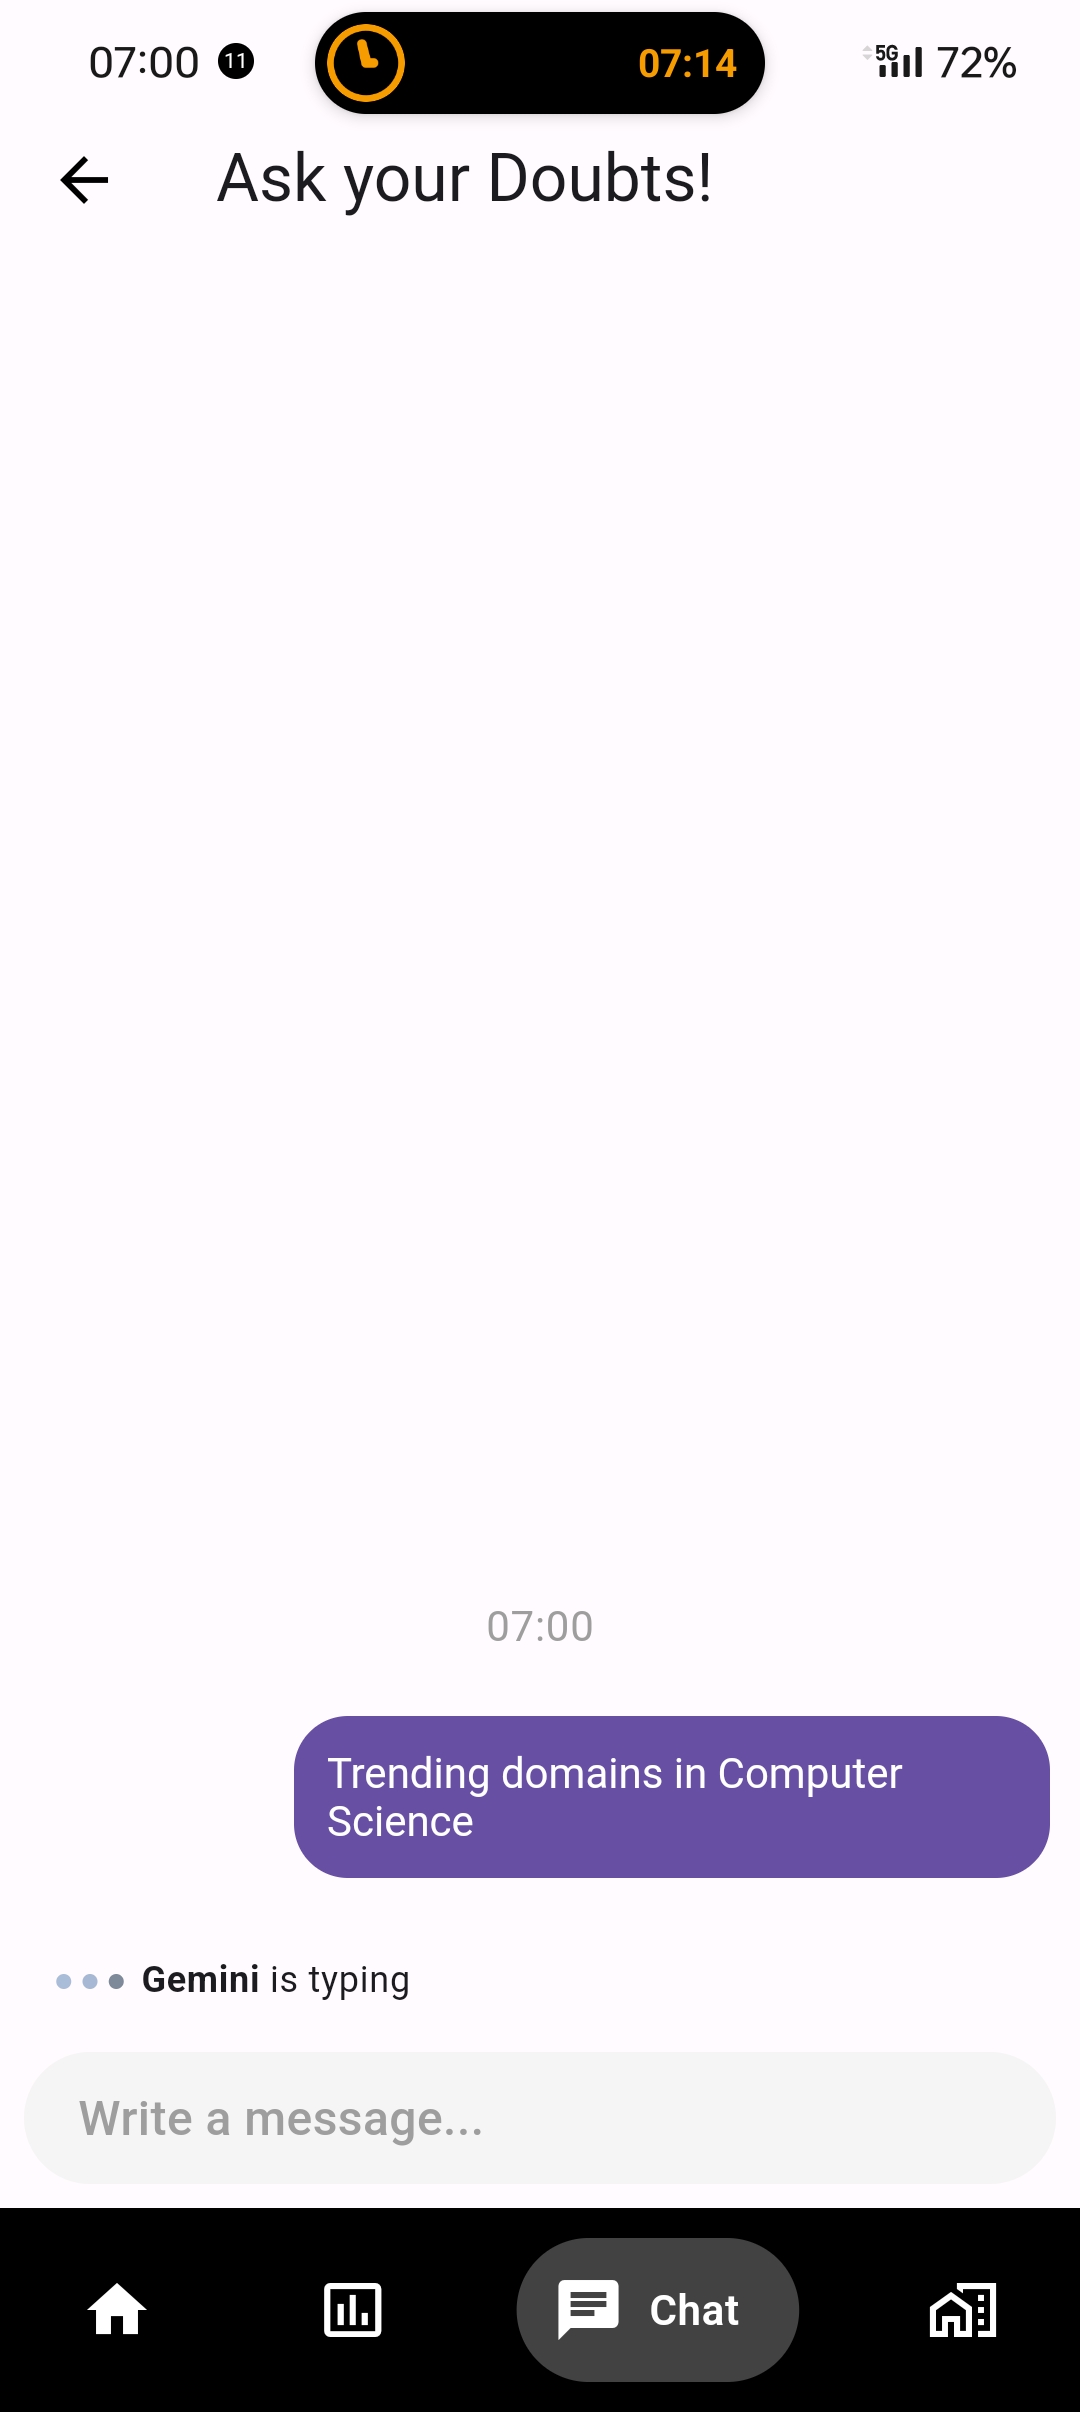 07:00 11 07:14 5G 72%
Ask your Doubts!
07:00
Trending domains in Computer
Science
Gemini is typing
Write a message...
Chat